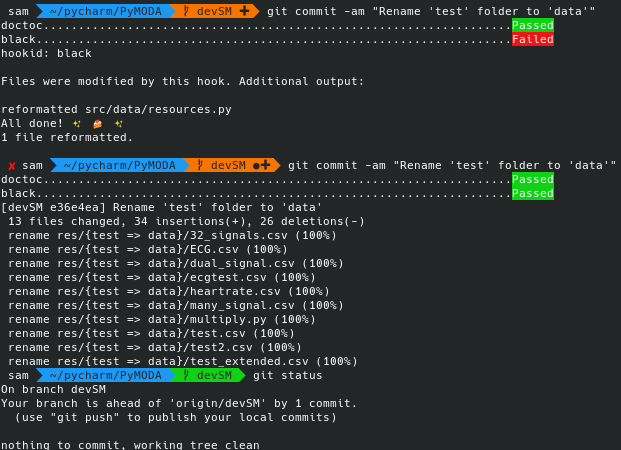 sam ~/pycharm/PyMODA devSM ✚ git commit -am "Rename 'test' folder to 'data'"
doctoc...................................................................Passed
black....................................................................Failed
hookid: black
Files were modified by this hook. Additional output:
reformatted src/data/resources.py
All done! ✨ 🍰 ✨
1 file reformatted.
✘ sam ~/pycharm/PyMODA devSM ●✚ git commit -am "Rename 'test' folder to 'data'"
doctoc...................................................................Passed
black....................................................................Passed
[devSM e36e4ea] Rename 'test' folder to 'data'
13 files changed, 34 insertions(+), 26 deletions(-)
rename res/{test => data}/32_signals.csv (100%)
rename res/{test => data}/ECG.csv (100%)
rename res/{test => data}/dual_signal.csv (100%)
rename res/{test => data}/ecgtest.csv (100%)
rename res/{test => data}/heartrate.csv (100%)
rename res/{test => data}/many_signal.csv (100%)
rename res/{test => data}/multiply.py (100%)
rename res/{test => data}/test.csv (100%)
rename res/{test => data}/test2.csv (100%)
rename res/{test => data}/test_extended.csv (100%)
sam ~/pycharm/PyMODA devSM git status
On branch devSM
Your branch is ahead of 'origin/devSM' by 1 commit.
(use "git push" to publish your local commits)
nothing to commit, working tree clean